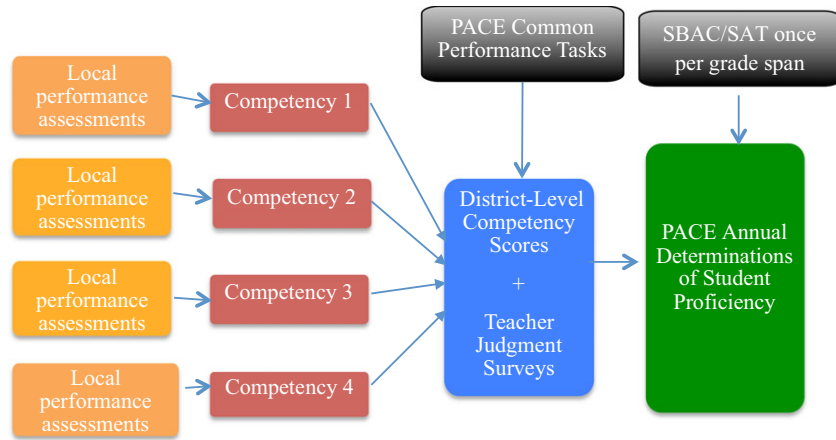 PACE Common
Performance Tasks
SBAC/SAT once
per grade span
Local
performance
assessments
Competency 1
Local
performance
assessments
Competency 2
Local
performance
assessments
Competency 3
Local
performance
assessments
Competency 4
District-Level
Competency
Scores
+
Teacher
Judgment
Surveys
PACE Annual
Determinations
of Student
Proficiency